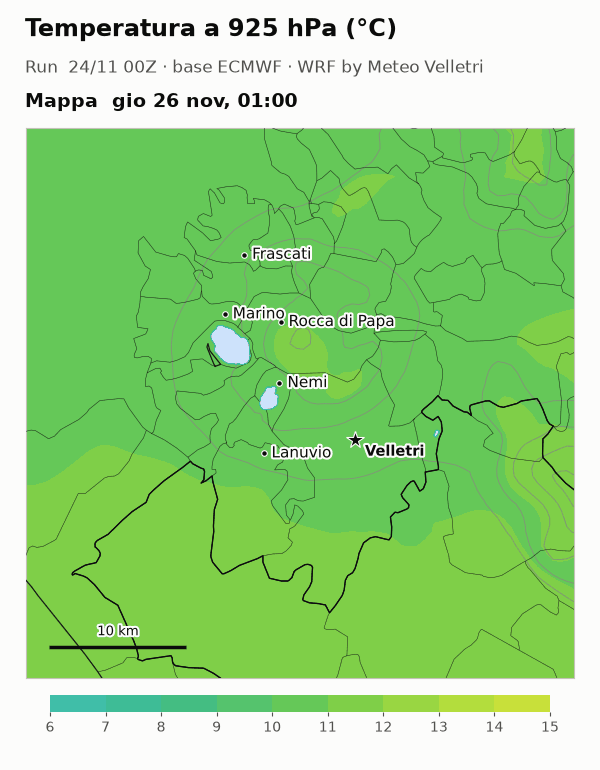 Temperatura a 925 hPa (°C)
Run  24/11 00Z · base ECMWF · WRF by Meteo Velletri
Mappa  gio 26 nov, 01:00
Frascati
Marino
Rocca di Papa
Nemi
Velletri
Lanuvio
10 km
6 7 8 9 10 11 12 13 14 15